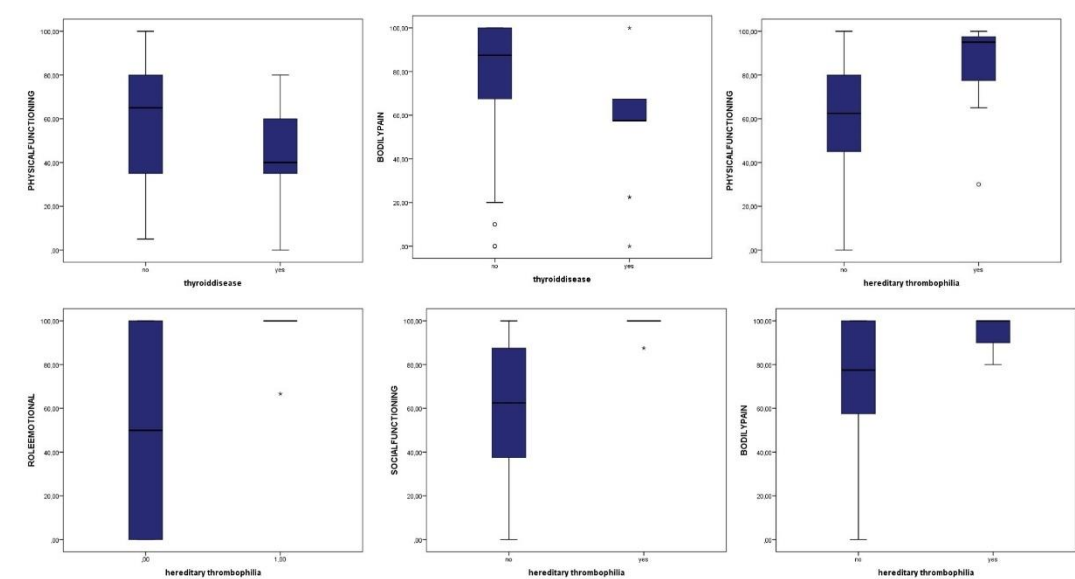 PHYSICALFUNCTIONING
100,00
80,00
60,00
40,00
20,00
,00
no yes
thyroiddisease
BODILYPAIN
100,00
80,00
60,00
40,00
20,00
,00
no yes
thyroiddisease
PHYSICALFUNCTIONING
100,00
80,00
60,00
40,00
20,00
,00
no yes
hereditary thrombophilia
ROLEEMOTIONAL
100,00
80,00
60,00
40,00
20,00
,00
,00 1,00
hereditary thrombophilia
SOCIALFUNCTIONING
100,00
80,00
60,00
40,00
20,00
,00
no yes
hereditary thrombophilia
BODILYPAIN
100,00
80,00
60,00
40,00
20,00
,00
no yes
hereditary thrombophilia